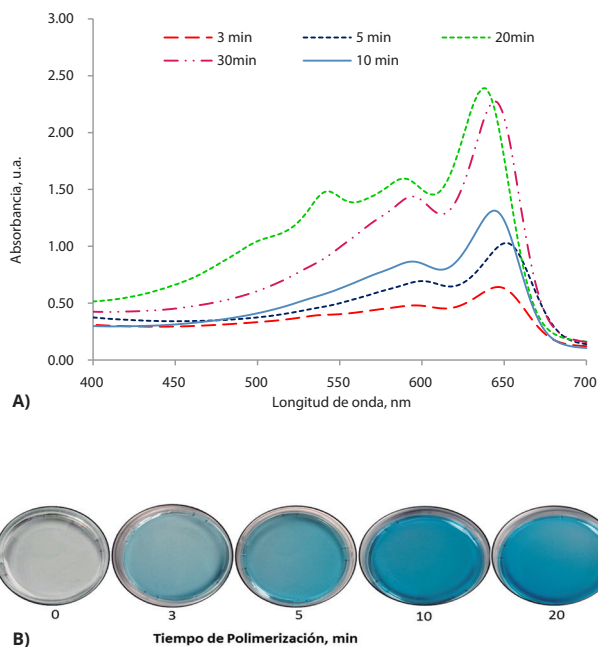 3.00
3 min 5 min 20min
30min 10 min
2.50
2.00
1.50
1.00
0.50
0.00
Absorbancia, u.a.
400 450 500 550 600 650 700
Longitud de onda, nm
A)
0 3 5 10 20
B) Tiempo de Polimerización, min